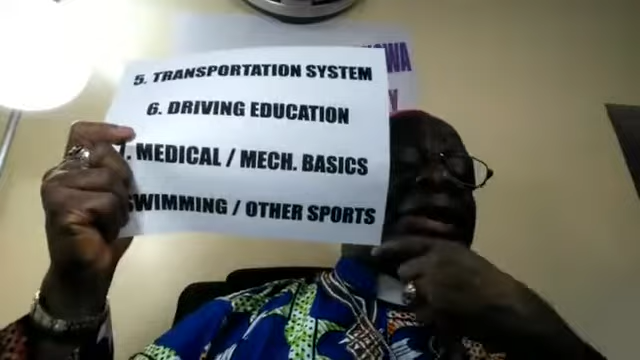 5. TRANSPORTATION SYSTEM
6. DRIVING EDUCATION
. MEDICAL / MECH. BASICS
SWIMMING / OTHER SPORTS